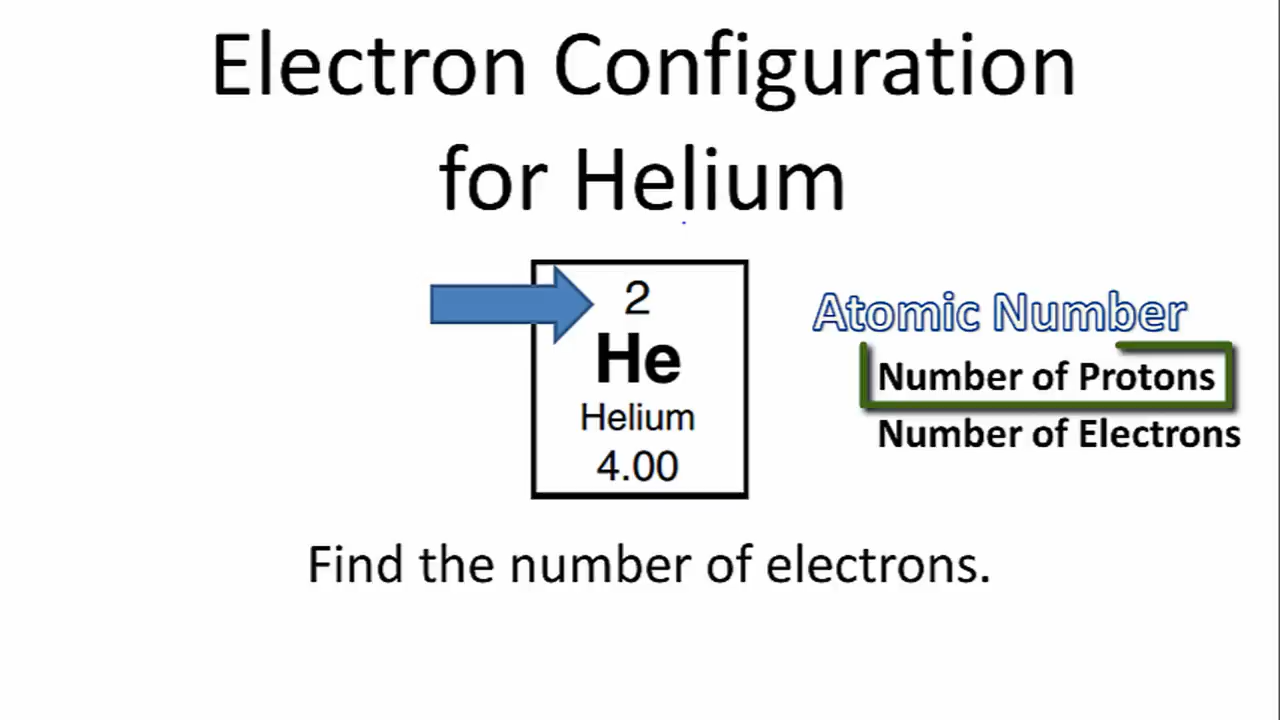 Electron Configuration
for Helium
2
He
Helium
4.00
Atomic Number
Number of Protons
Number of Electrons
Find the number of electrons.